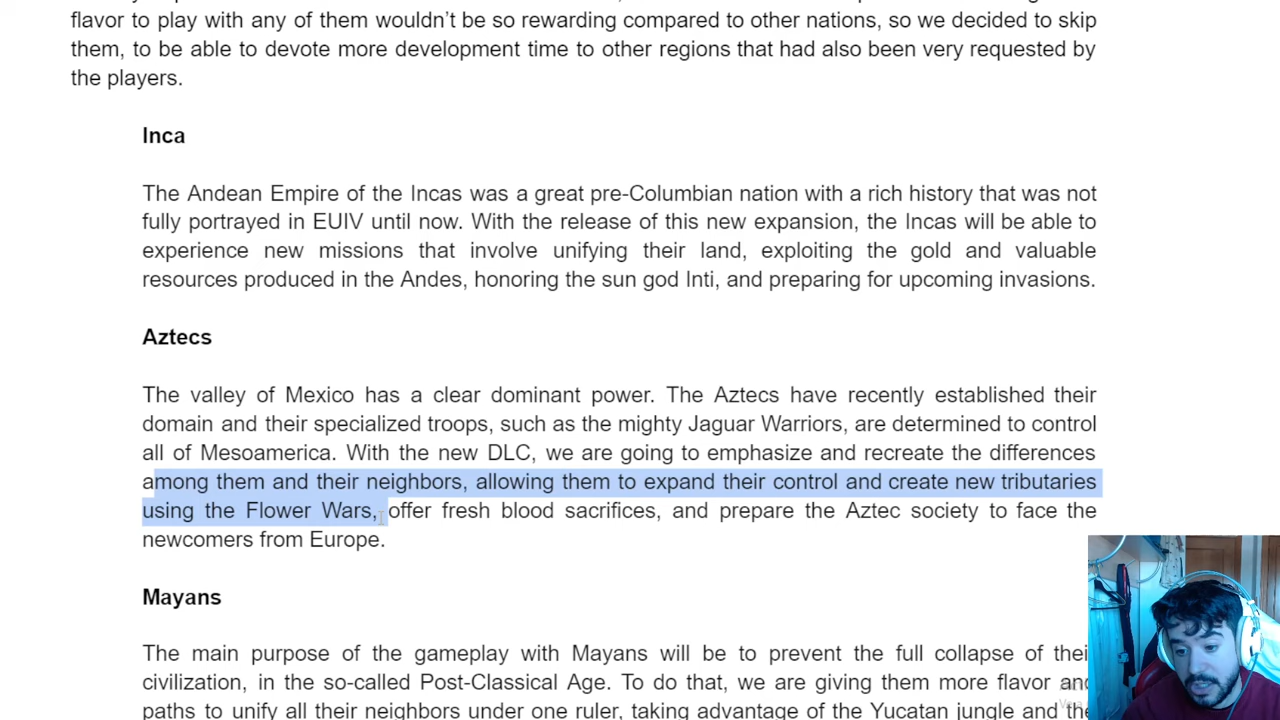 flavor to play with any of them wouldn't be so rewarding compared to other nations, so we decided to skip
them, to be able to devote more development time to other regions that had also been very requested by
the players.
Inca
The Andean Empire of the Incas was a great pre-Columbian nation with a rich history that was not
fully portrayed in EUIV until now. With the release of this new expansion, the Incas will be able to
experience new missions that involve unifying their land, exploiting the gold and valuable
resources produced in the Andes, honoring the sun god Inti, and preparing for upcoming invasions.
Aztecs
The valley of Mexico has a clear dominant power. The Aztecs have recently established their
domain and their specialized troops, such as the mighty Jaguar Warriors, are determined to control
all of Mesoamerica. With the new DLC, we are going to emphasize and recreate the differences
among them and their neighbors, allowing them to expand their control and create new tributaries
using the Flower Wars, offer fresh blood sacrifices, and prepare the Aztec society to face the
newcomers from Europe.
Mayans
The main purpose of the gameplay with Mayans will be to prevent the full collapse of their
civilization, in the so-called Post-Classical Age. To do that, we are giving them more flavor and
paths to unify all their neighbors under one ruler, taking advantage of the Yucatan jungle and the